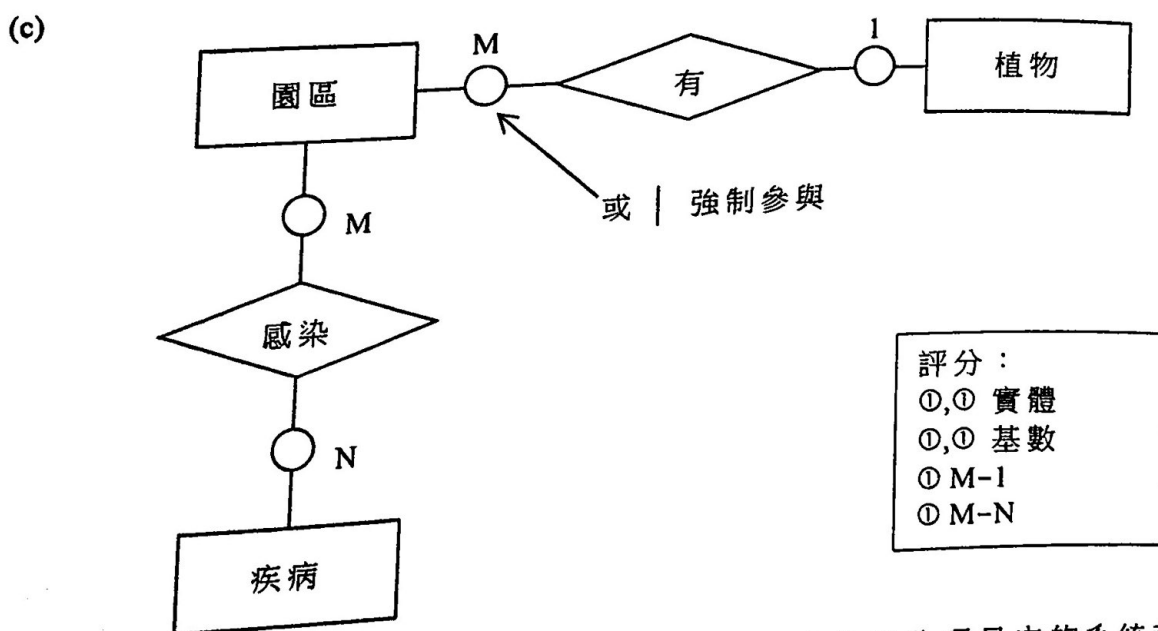 (c)
M
1
園區
有
植物
或 | 強制參與
M
感染
N
疾病
評分：
①,① 實體
①,① 基數
① M-1
① M-N